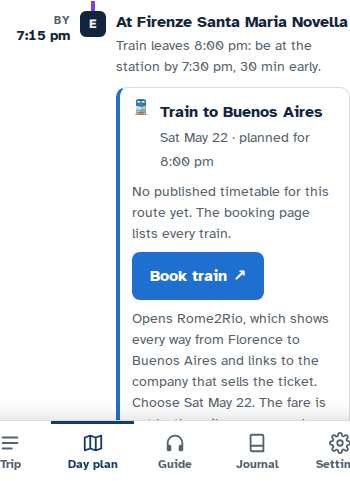 BY
7:15 pm
E
At Firenze Santa Maria Novella
Train leaves 8:00 pm: be at the
station by 7:30 pm, 30 min early.
Train to Buenos Aires
Sat May 22 · planned for
8:00 pm
No published timetable for this
route yet. The booking page
lists every train.
Book train ↗
Opens Rome2Rio, which shows
every way from Florence to
Buenos Aires and links to the
company that sells the ticket.
Choose Sat May 22. The fare is
Trip
Day plan
Guide
Journal
Settin